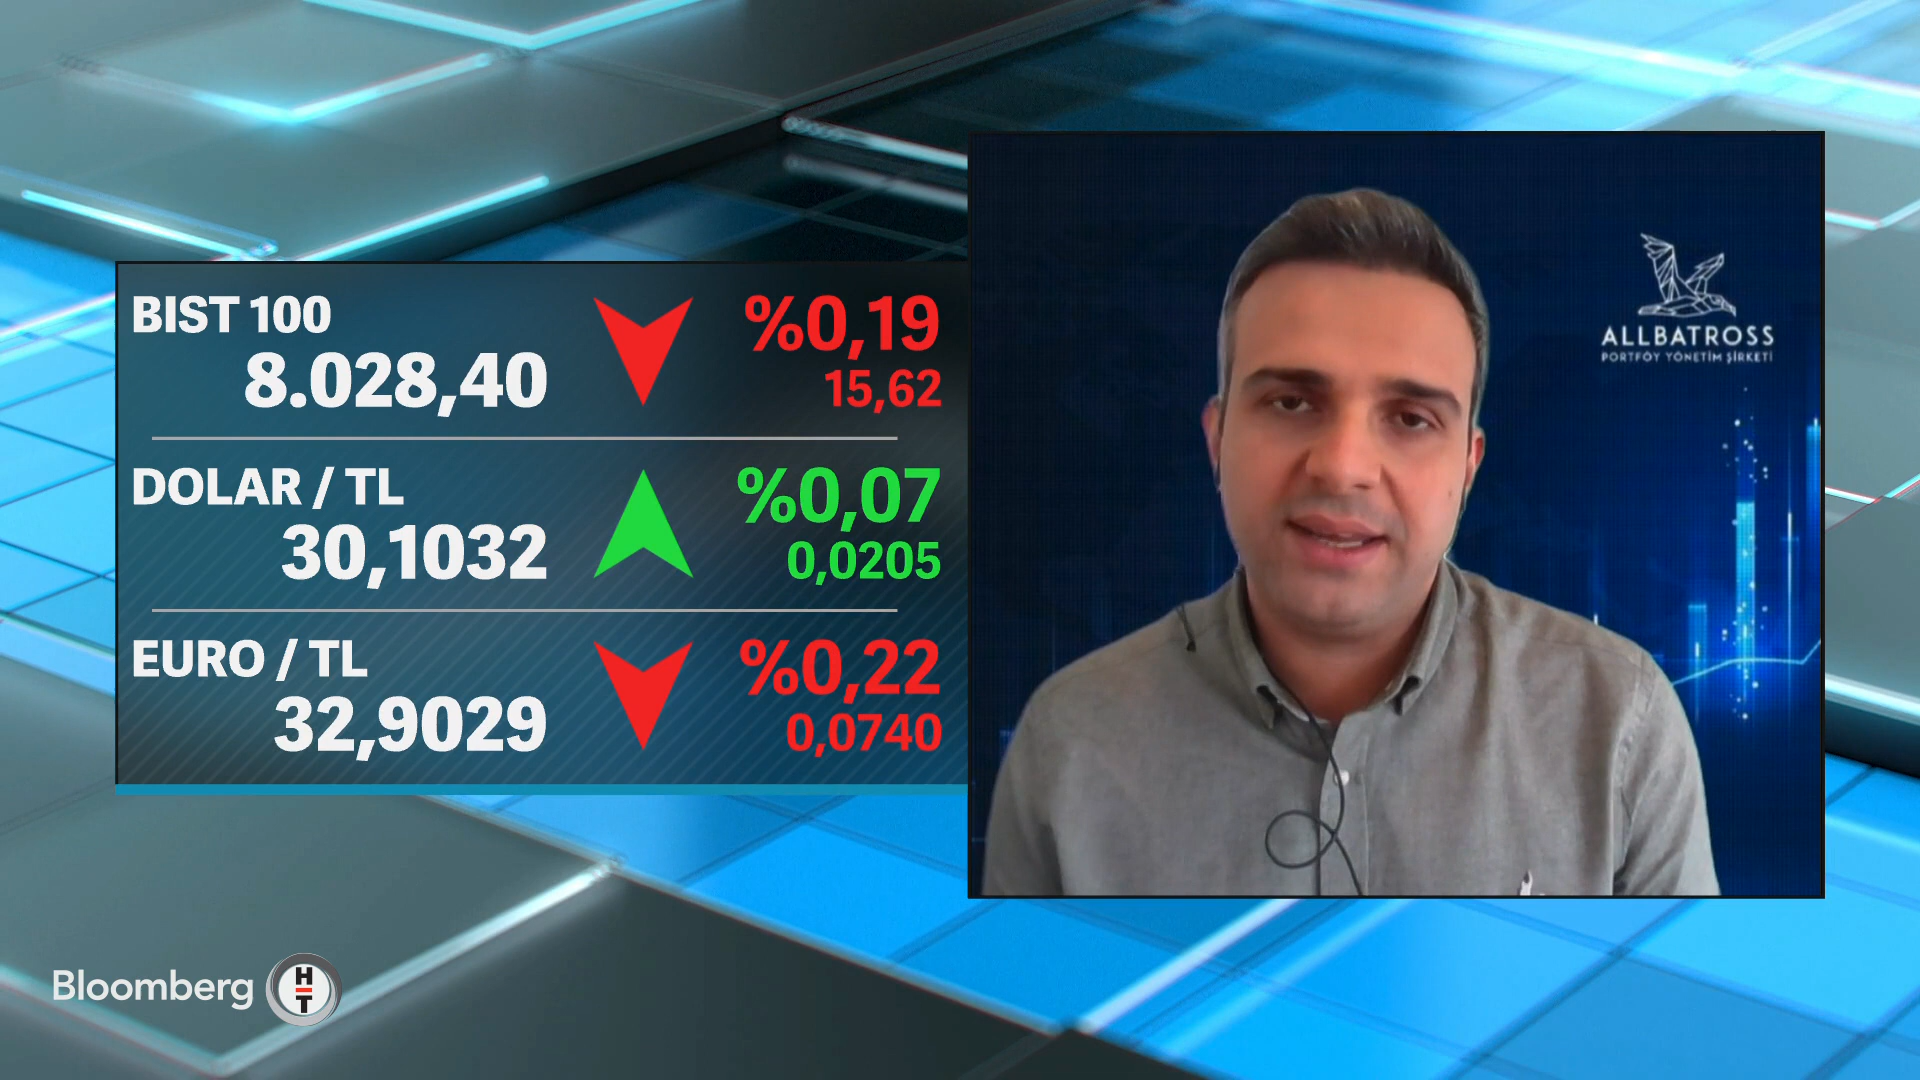 BIST 100
8.028,40
%0,19
15,62
DOLAR / TL
30,1032
%0,07
0,0205
EURO / TL
32,9029
%0,22
0,0740
ALLBATROSS
PORTFÖY YÖNETİM ŞİRKETİ
Bloomberg HT